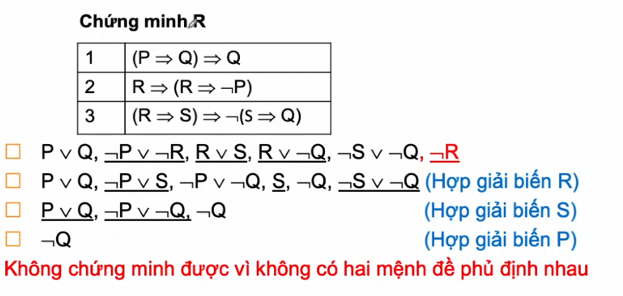 Chứng minh R
1 (P ⇒ Q) ⇒ Q
2 R ⇒ (R ⇒ ¬P)
3 (R ⇒ S) ⇒ ¬(S ⇒ Q)
P ∨ Q, ¬P ∨ ¬R, R ∨ S, R ∨ ¬Q, ¬S ∨ ¬Q, ¬R
P ∨ Q, ¬P ∨ S, ¬P ∨ ¬Q, S, ¬Q, ¬S ∨ ¬Q (Hợp giải biến R)
P ∨ Q, ¬P ∨ ¬Q, ¬Q (Hợp giải biến S)
¬Q (Hợp giải biến P)
Không chứng minh được vì không có hai mệnh đề phủ định nhau